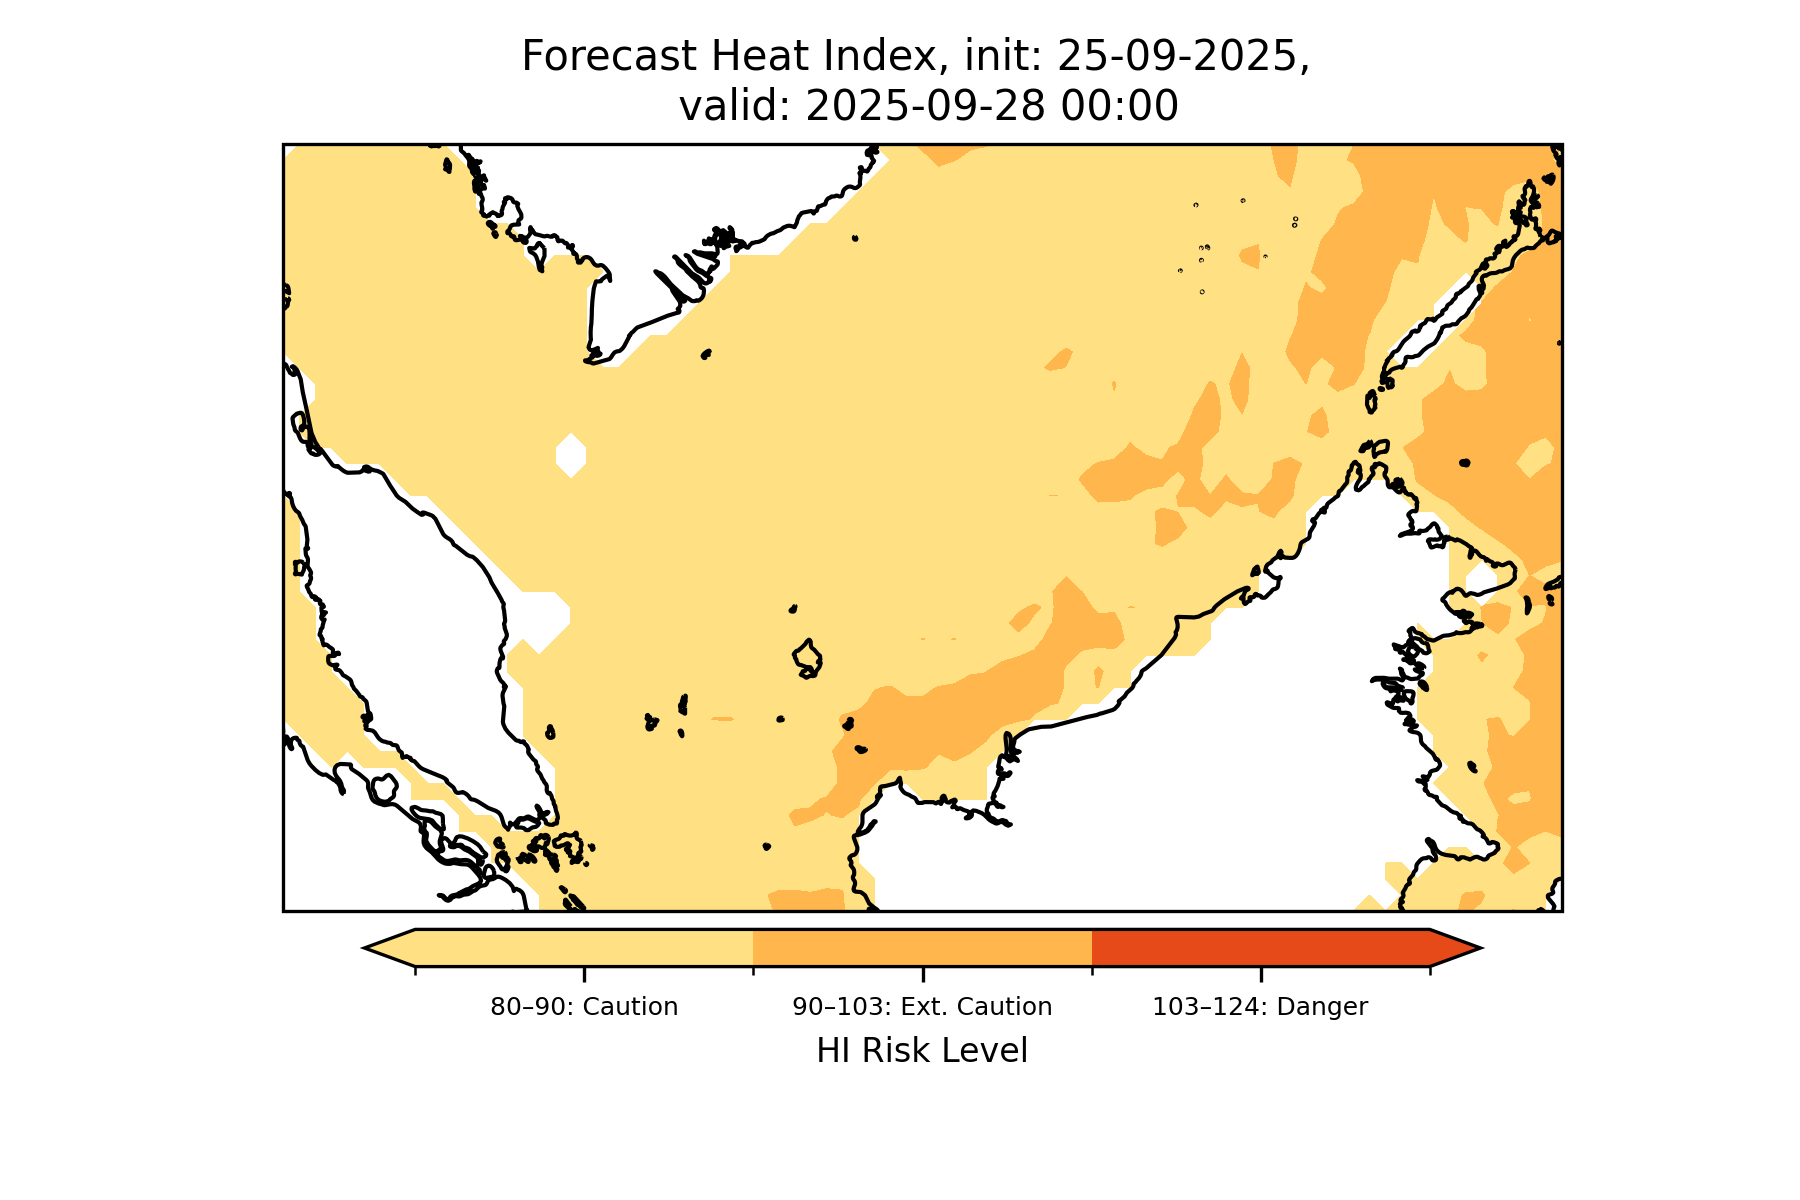 Forecast Heat Index, init: 25-09-2025,
valid: 2025-09-28 00:00
80–90: Caution
90–103: Ext. Caution
103–124: Danger
HI Risk Level